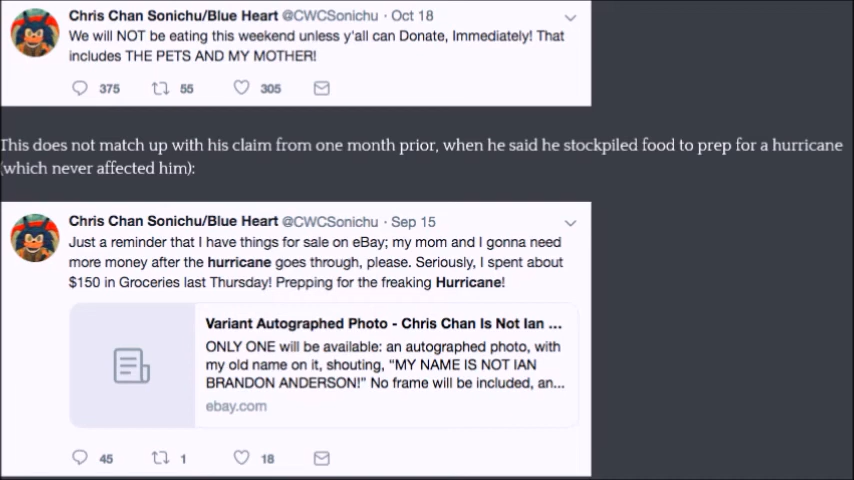 Chris Chan Sonichu/Blue Heart @CWCSonichu · Oct 18
We will NOT be eating this weekend unless y'all can Donate, Immediately! That
includes THE PETS AND MY MOTHER!
375 55 305
This does not match up with his claim from one month prior, when he said he stockpiled food to prep for a hurricane
(which never affected him):
Chris Chan Sonichu/Blue Heart @CWCSonichu · Sep 15
Just a reminder that I have things for sale on eBay; my mom and I gonna need
more money after the hurricane goes through, please. Seriously, I spent about
$150 in Groceries last Thursday! Prepping for the freaking Hurricane!
Variant Autographed Photo - Chris Chan Is Not Ian ...
ONLY ONE will be available: an autographed photo, with
my old name on it, shouting, "MY NAME IS NOT IAN
BRANDON ANDERSON!" No frame will be included, an...
ebay.com
45 1 18